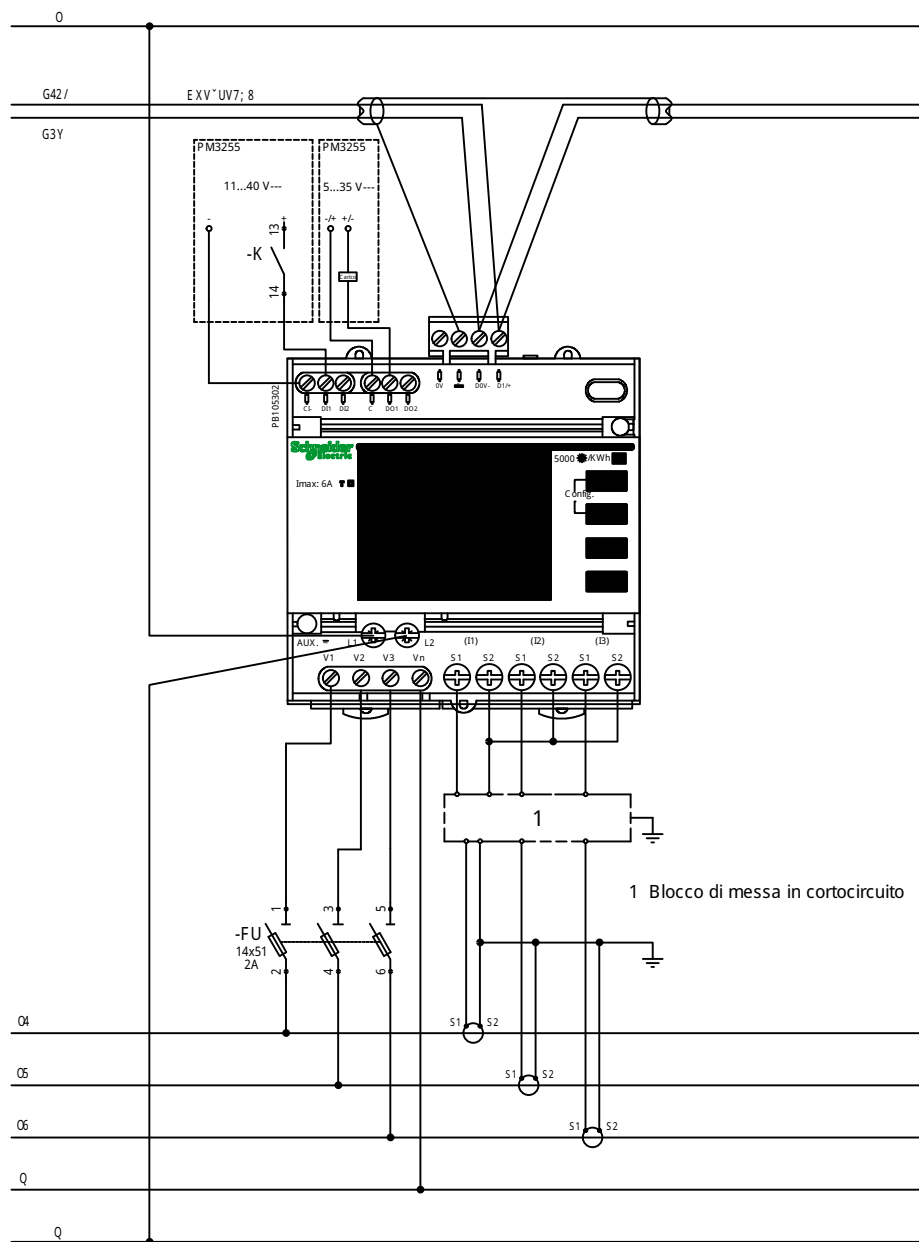 O
G42/
EXVˇUV7; 8
G3Y
PM3255
PM3255
11...40 V---
5...35 V---
-
+
-/+
+/-
13
-K
14
Carico
PB105302
0V
D0V-
D1/+
CI-
DI1
DI2
C
DO1
DO2
Schneider
Electric
5000
/KWh
Imax: 6A
Config.
AUX.
L1
L2
(I1)
(I2)
(I3)
V1
V2
V3
Vn
S1
S2
S1
S2
S1
S2
1
1 Blocco di messa in cortocircuito
1
3
5
-FU
14x51
2A
2
4
6
O4
S1
S2
O5
S1
S2
O6
S1
S2
Q
Q